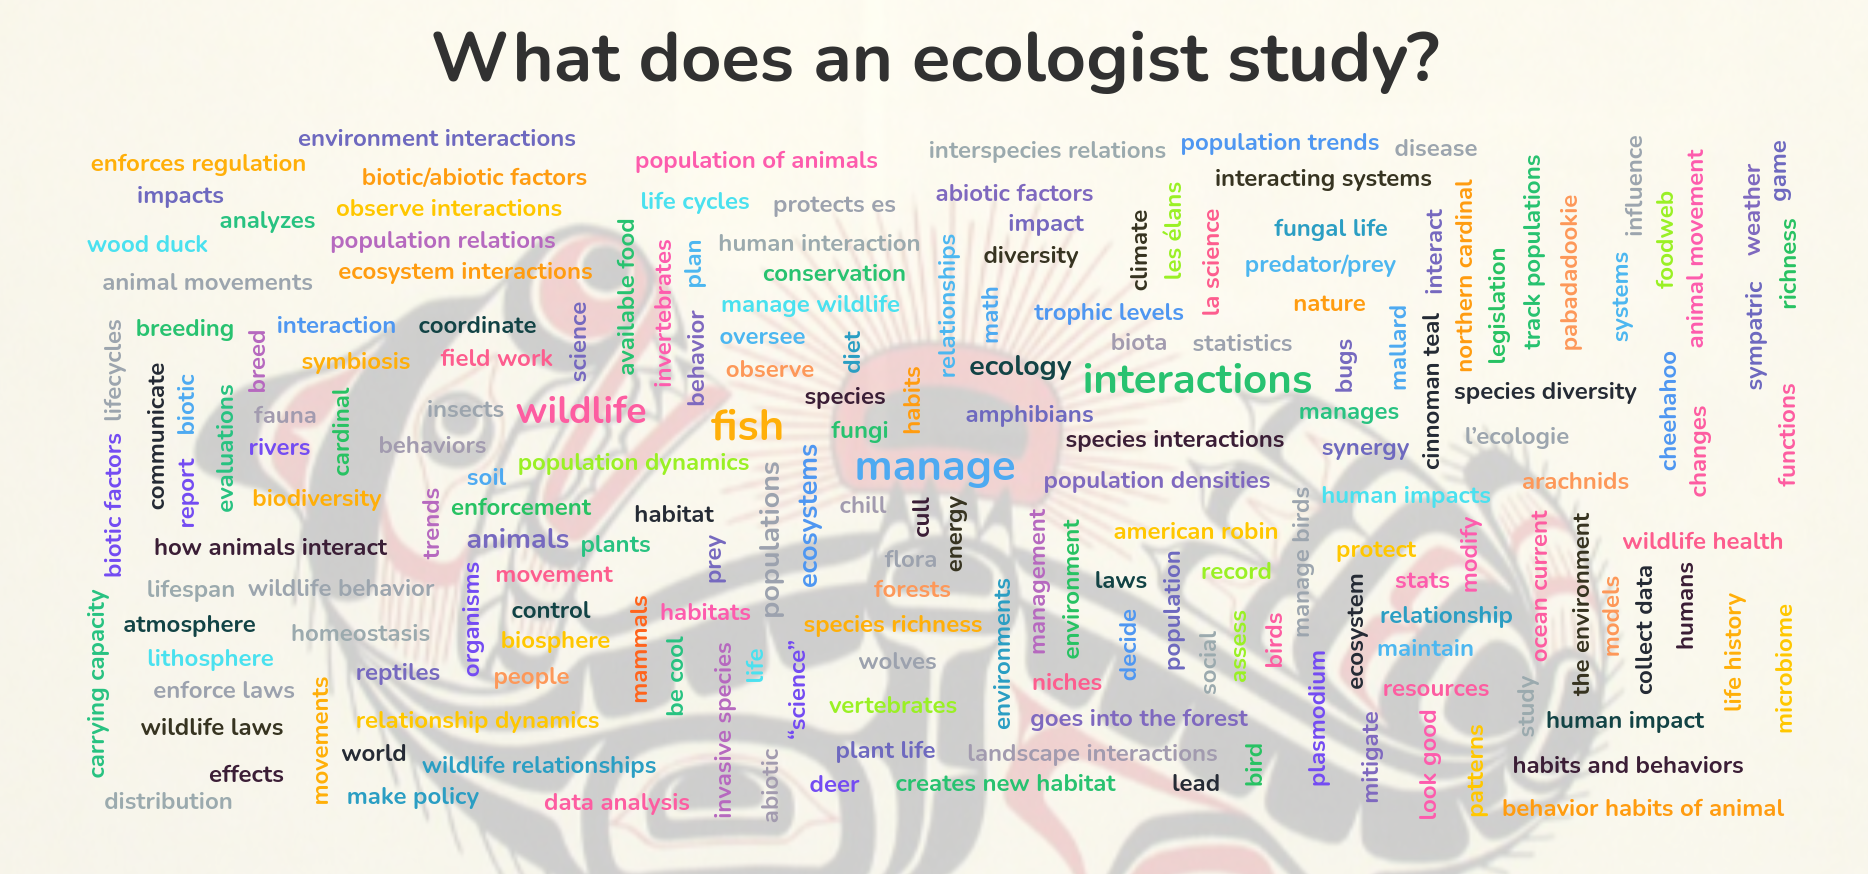 What does an ecologist study?
environment interactions
enforces regulation
biotic/abiotic factors
population of animals
interspecies relations
population trends
disease
impacts
observe interactions
life cycles
protects es
abiotic factors
interacting systems
analyzes
population relations
human interaction
impact
fungal life
wood duck
ecosystem interactions
conservation
diversity
predator/prey
animal movements
manage wildlife
nature
available food
invertebrates
plan
relationships
math
climate
les élans
la science
interact
northern cardinal
legislation
track populations
pabadadookie
influence
systems
foodweb
animal movement
weather
game
richness
sympatric
breeding
interaction
coordinate
science
behavior
oversee
diet
trophic levels
biota
statistics
bugs
mallard
cinnoman teal
lifecycles
breed
symbiosis
field work
observe
ecology
interactions
species diversity
communicate
biotic
evaluations
fauna
cardinal
insects
wildlife
fish
species
habits
amphibians
manages
cheehahoo
changes
functions
rivers
behaviors
fungi
species interactions
synergy
l’ecologie
biotic factors
report
soil
population dynamics
manage
population densities
arachnids
biodiversity
trends
enforcement
habitat
populations
ecosystems
chill
cull
energy
human impacts
how animals interact
animals
plants
prey
flora
management
environment
american robin
manage birds
protect
modify
ocean current
the environment
wildlife health
lifespan
wildlife behavior
movement
forests
laws
population
record
stats
models
collect data
humans
carrying capacity
atmosphere
homeostasis
organisms
control
mammals
habitats
species richness
environments
decide
social
assess
birds
ecosystem
relationship
life history
microbiome
lithosphere
biosphere
be cool
invasive species
life
“science”
wolves
maintain
enforce laws
reptiles
people
niches
plasmodium
resources
study
wildlife laws
movements
relationship dynamics
vertebrates
goes into the forest
mitigate
look good
patterns
human impact
effects
world
wildlife relationships
abiotic
plant life
landscape interactions
bird
habits and behaviors
distribution
make policy
data analysis
deer
creates new habitat
lead
behavior habits of animal